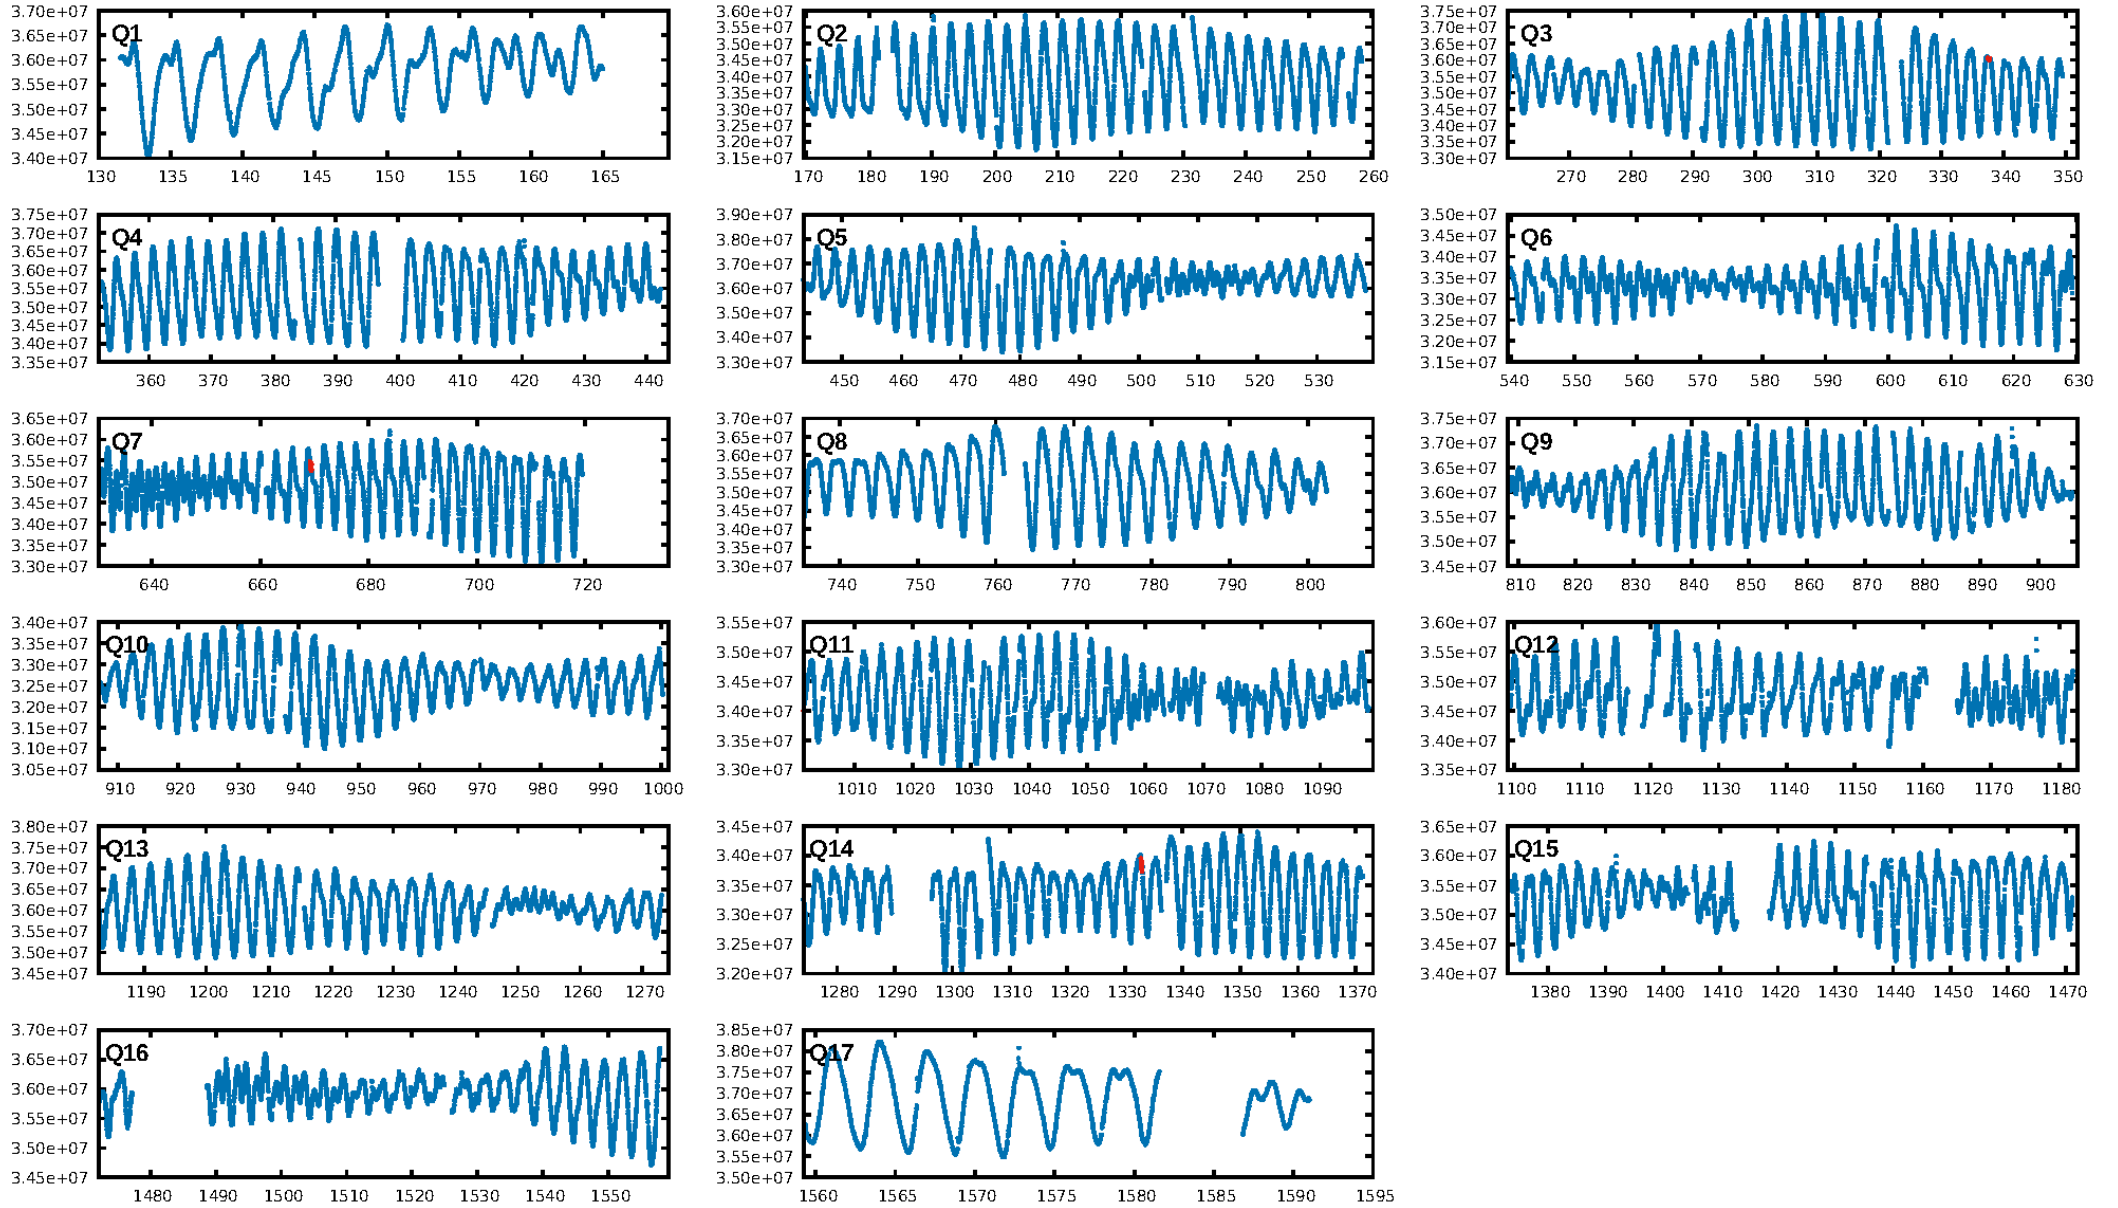 3.70e+07 3.65e+07 3.60e+07 3.55e+07 3.50e+07 3.45e+07 3.40e+07
Q1
130 135 140 145 150 155 160 165
3.60e+07 3.55e+07 3.50e+07 3.45e+07 3.40e+07 3.35e+07 3.30e+07 3.25e+07 3.20e+07 3.15e+07
Q2
170 180 190 200 210 220 230 240 250 260
3.75e+07 3.70e+07 3.65e+07 3.60e+07 3.55e+07 3.50e+07 3.45e+07 3.40e+07 3.35e+07 3.30e+07
Q3
270 280 290 300 310 320 330 340 350
3.75e+07 3.70e+07 3.65e+07 3.60e+07 3.55e+07 3.50e+07 3.45e+07 3.40e+07 3.35e+07
Q4
360 370 380 390 400 410 420 430 440
3.90e+07 3.80e+07 3.70e+07 3.60e+07 3.50e+07 3.40e+07 3.30e+07
Q5
450 460 470 480 490 500 510 520 530
3.50e+07 3.45e+07 3.40e+07 3.35e+07 3.30e+07 3.25e+07 3.20e+07 3.15e+07
Q6
540 550 560 570 580 590 600 610 620 630
3.65e+07 3.60e+07 3.55e+07 3.50e+07 3.45e+07 3.40e+07 3.35e+07 3.30e+07
Q7
640 660 680 700 720
3.70e+07 3.65e+07 3.60e+07 3.55e+07 3.50e+07 3.45e+07 3.40e+07 3.35e+07 3.30e+07
Q8
740 750 760 770 780 790 800
3.75e+07 3.70e+07 3.65e+07 3.60e+07 3.55e+07 3.50e+07 3.45e+07
Q9
810 820 830 840 850 860 870 880 890 900
3.40e+07 3.35e+07 3.30e+07 3.25e+07 3.20e+07 3.15e+07 3.10e+07 3.05e+07
Q10
910 920 930 940 950 960 970 980 990 1000
3.55e+07 3.50e+07 3.45e+07 3.40e+07 3.35e+07 3.30e+07
Q11
1010 1020 1030 1040 1050 1060 1070 1080 1090
3.60e+07 3.55e+07 3.50e+07 3.45e+07 3.40e+07 3.35e+07
Q12
1100 1110 1120 1130 1140 1150 1160 1170 1180
3.80e+07 3.75e+07 3.70e+07 3.65e+07 3.60e+07 3.55e+07 3.50e+07 3.45e+07
Q13
1190 1200 1210 1220 1230 1240 1250 1260 1270
3.45e+07 3.40e+07 3.35e+07 3.30e+07 3.25e+07 3.20e+07
Q14
1280 1290 1300 1310 1320 1330 1340 1350 1360 1370
3.65e+07 3.60e+07 3.55e+07 3.50e+07 3.45e+07 3.40e+07
Q15
1380 1390 1400 1410 1420 1430 1440 1450 1460 1470
3.70e+07 3.65e+07 3.60e+07 3.55e+07 3.50e+07 3.45e+07
Q16
1480 1490 1500 1510 1520 1530 1540 1550
3.85e+07 3.80e+07 3.75e+07 3.70e+07 3.65e+07 3.60e+07 3.55e+07 3.50e+07
Q17
1560 1565 1570 1575 1580 1585 1590 1595